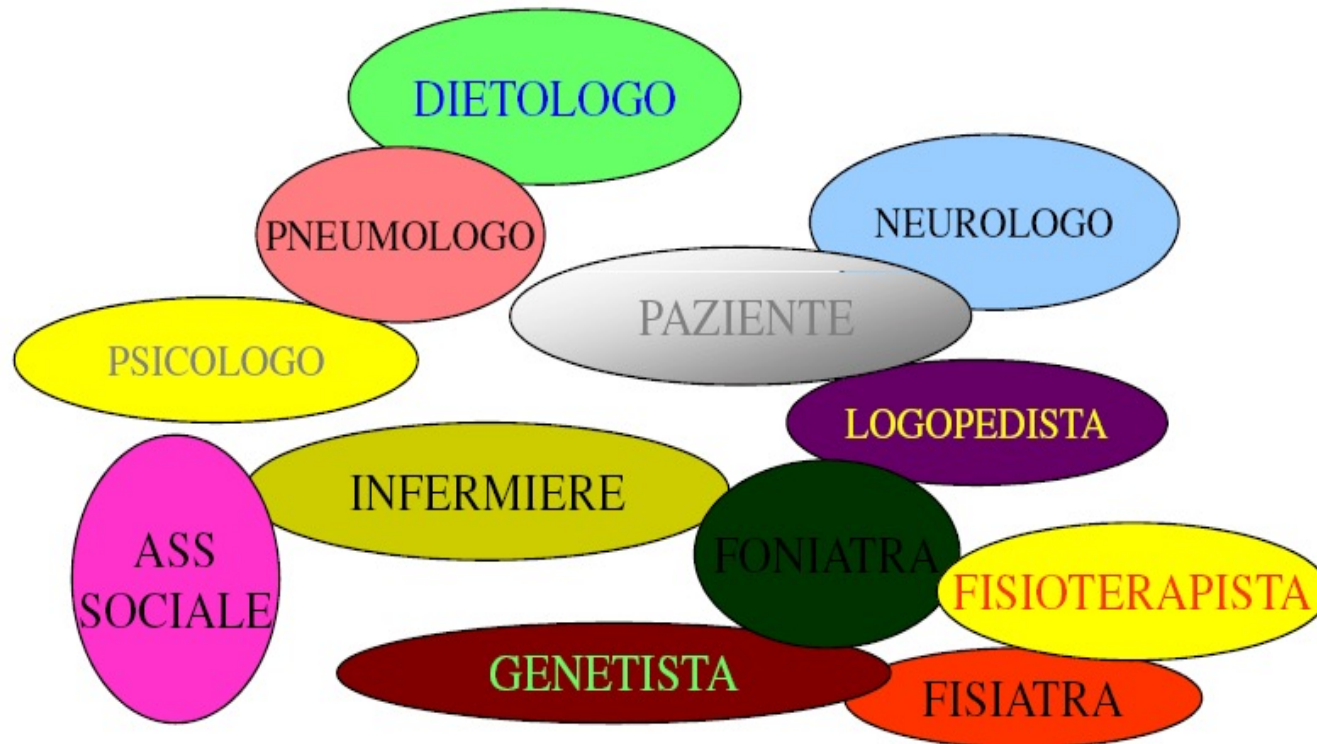 DIETOLOGO
PNEUMOLOGO
NEUROLOGO
PAZIENTE
PSICOLOGO
LOGOPEDISTA
INFERMIERE
ASS
SOCIALE
FONIATRA
FISIOTERAPISTA
GENETISTA
FISIATRA